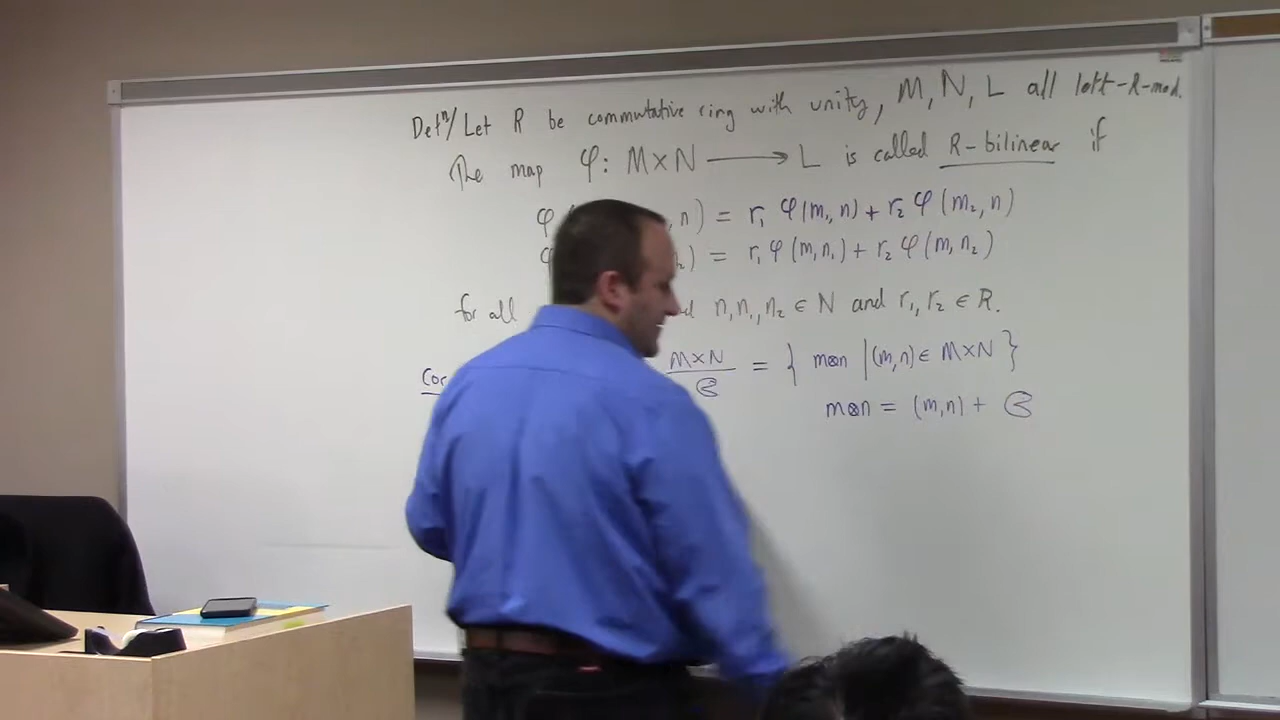 Defⁿ/ Let R be commutative ring with unity, M, N, L all left-R-mod.
The map φ: M×N ⟶ L is called R-bilinear if
φ( , n) = r₁ φ(m₁, n) + r₂ φ(m₂, n)
φ( ₂) = r₁ φ(m, n₁) + r₂ φ(m, n₂)
for all n, n₁, n₂ ∈ N and r₁, r₂ ∈ R.
M×N / = { m⊗n | (m,n) ∈ M×N }
m⊗n = (m,n) +